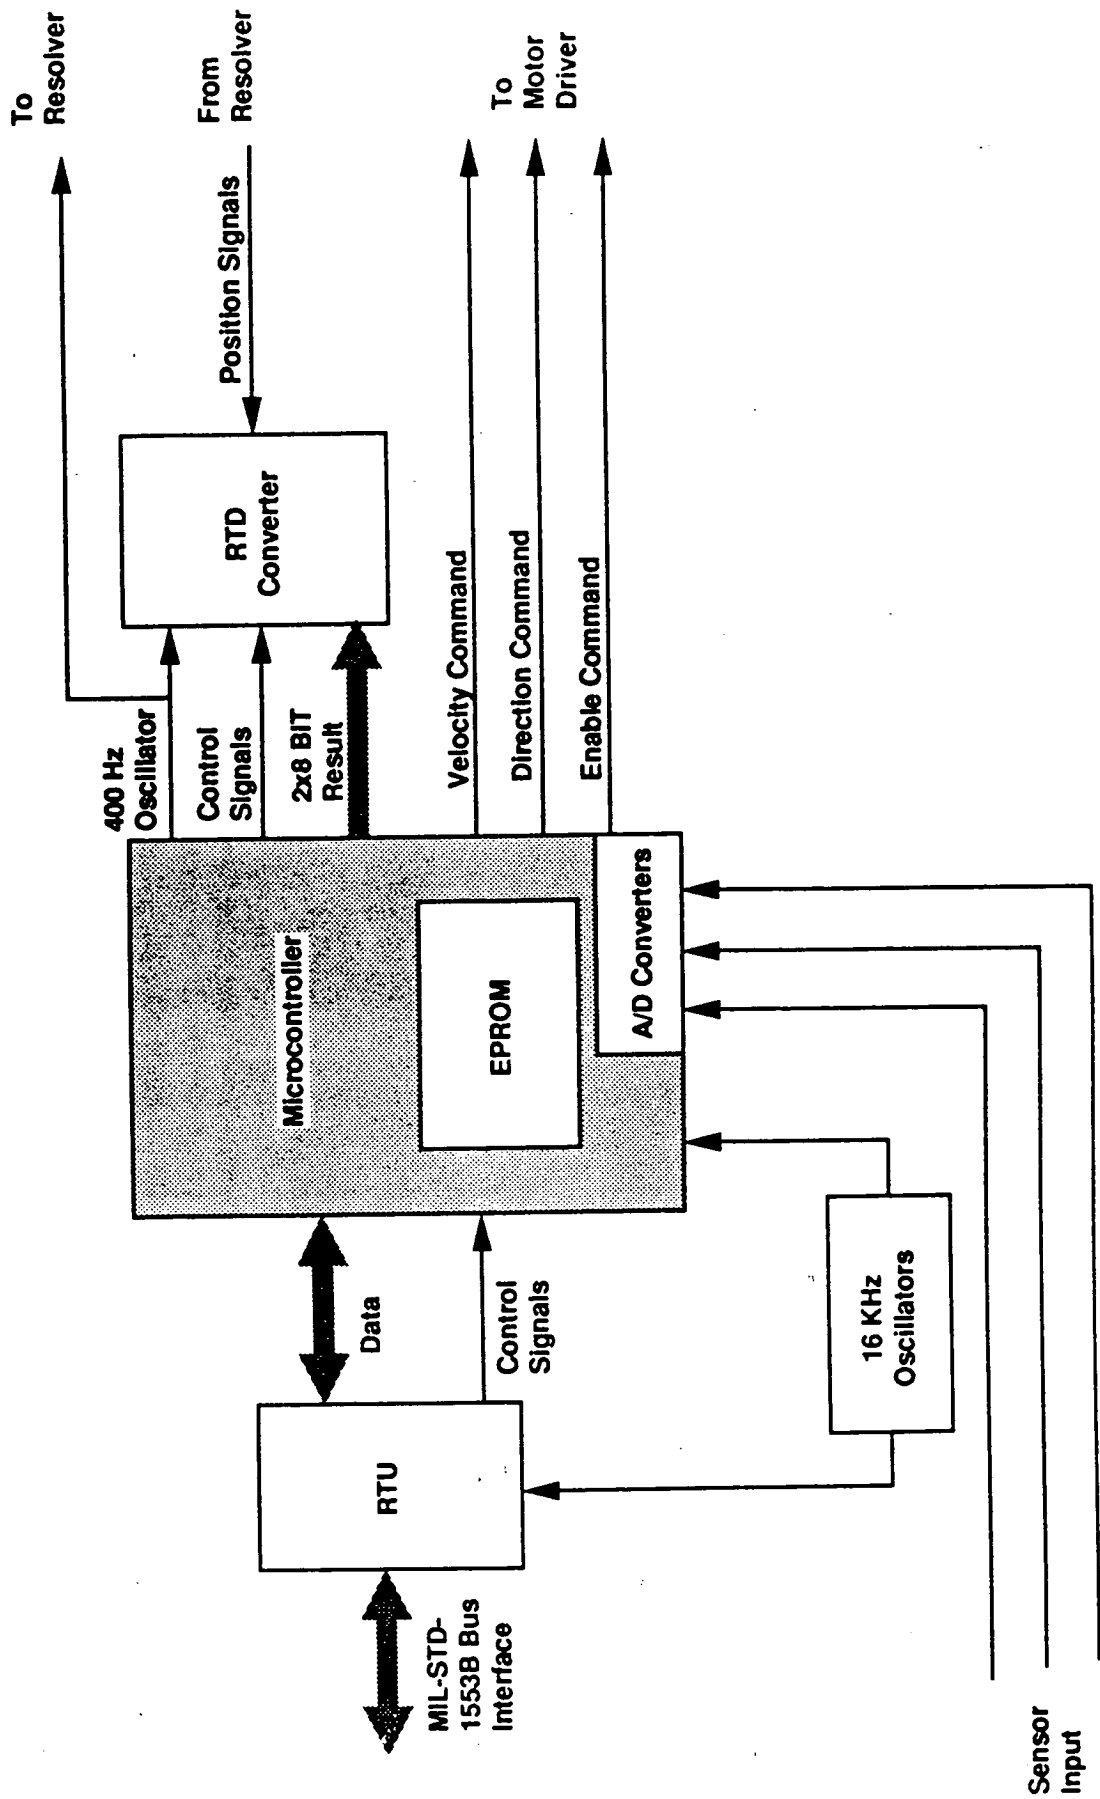 To
Resolver
From
Resolver
Position Signals
RTD
Converter
400 Hz
Oscillator
Control
Signals
2x8 BIT
Result
To
Motor
Driver
Velocity Command
Direction Command
Enable Command
Microcontroller
EPROM
A/D Converters
Data
Control
Signals
RTU
16 KHz
Oscillators
MIL-STD-
1553B Bus
Interface
Sensor
Input